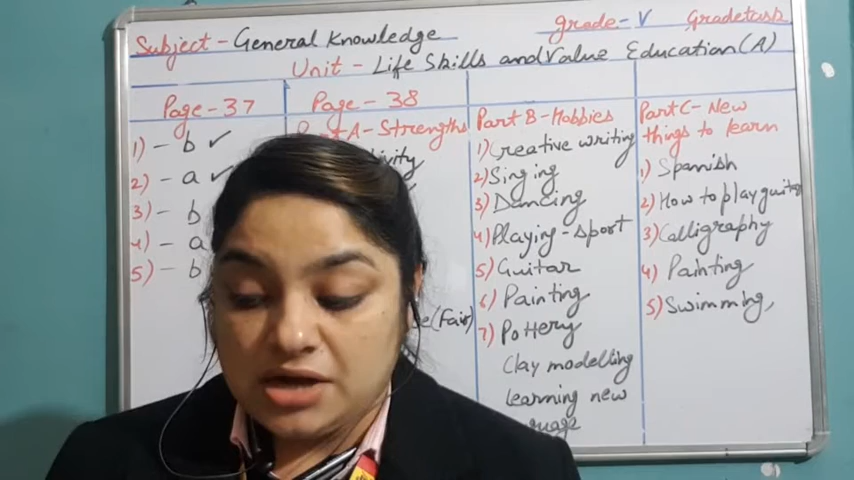 Subject - General Knowledge
grade - V Gradetask
Unit - Life Skills and Value Education (A)
Page - 37
1) - b ✓
2) - a ✓
3) - b
4) - a
5) - b
Page - 38
Part A - Strengths
(Fair)
Part B - Hobbies
1) Creative writing
2) Singing
3) Dancing
4) Playing - sport
5) Guitar
6) Painting
7) Pottery
Clay modelling
learning new
Part C - New
things to learn
1) Spanish
2) How to play guitar
3) Calligraphy
4) Painting
5) Swimming